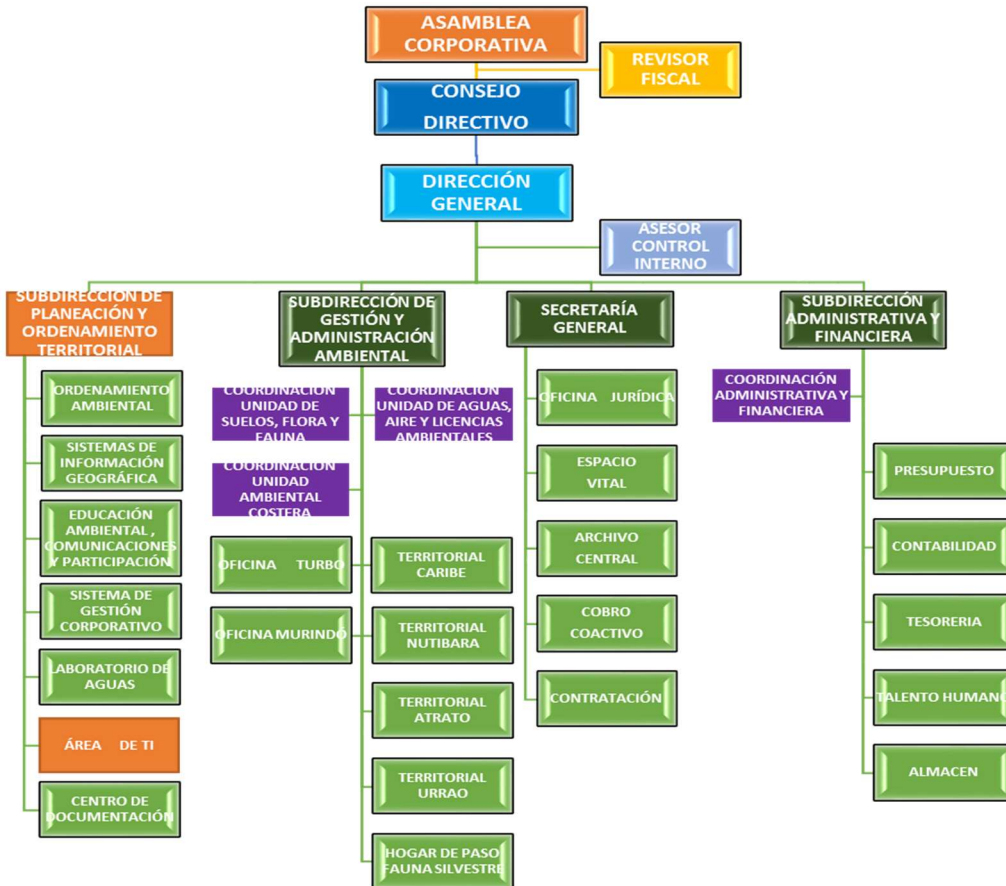 ASAMBLEA
CORPORATIVA
REVISOR
FISCAL
CONSEJO
DIRECTIVO
DIRECCIÓN
GENERAL
ASESOR
CONTROL
INTERNO
SUBDIRECCIÓN DE
PLANEACIÓN Y
ORDENAMIENTO
TERRITORIAL
ORDENAMIENTO
AMBIENTAL
SISTEMAS DE
INFORMACIÓN
GEOGRÁFICA
EDUCACIÓN
AMBIENTAL ,
COMUNICACIONES
Y PARTICIPACIÓN
SISTEMA DE
GESTIÓN
CORPORATIVO
LABORATORIO DE
AGUAS
ÁREA DE TI
CENTRO DE
DOCUMENTACIÓN
SUBDIRECCIÓN DE
GESTIÓN Y
ADMINISTRACIÓN
AMBIENTAL
COORDINACIÓN
UNIDAD DE
SUELOS, FLORA Y
FAUNA
COORDINACIÓN
UNIDAD DE AGUAS,
AIRE Y LICENCIAS
AMBIENTALES
COORDINACIÓN
UNIDAD
AMBIENTAL
COSTERA
OFICINA TURBO
TERRITORIAL
CARIBE
OFICINA MURINDÓ
TERRITORIAL
NUTIBARA
TERRITORIAL
ATRATO
TERRITORIAL
URRAO
HOGAR DE PASO
FAUNA SILVESTRE
SECRETARÍA
GENERAL
OFICINA JURÍDICA
ESPACIO
VITAL
ARCHIVO
CENTRAL
COBRO
COACTIVO
CONTRATACIÓN
SUBDIRECCIÓN
ADMINISTRATIVA Y
FINANCIERA
COORDINACIÓN
ADMINISTRATIVA Y
FINANCIERA
PRESUPUESTO
CONTABILIDAD
TESORERIA
TALENTO HUMANO
ALMACEN